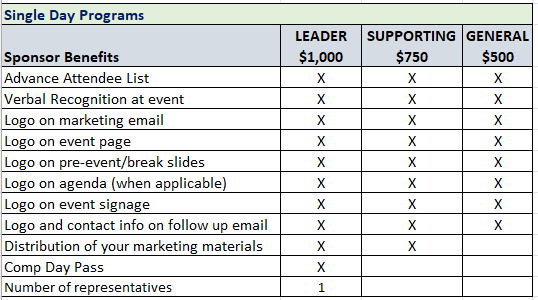 Single Day Programs
LEADER SUPPORTING GENERAL
Sponsor Benefits $1,000 $750 $500
Advance Attendee List X X X
Verbal Recognition at event X X X
Logo on marketing email X X X
Logo on event page X X X
Logo on pre-event/break slides X X X
Logo on agenda (when applicable) X X X
Logo on event signage X X X
Logo and contact info on follow up email X X X
Distribution of your marketing materials X X
Comp Day Pass X
Number of representatives 1